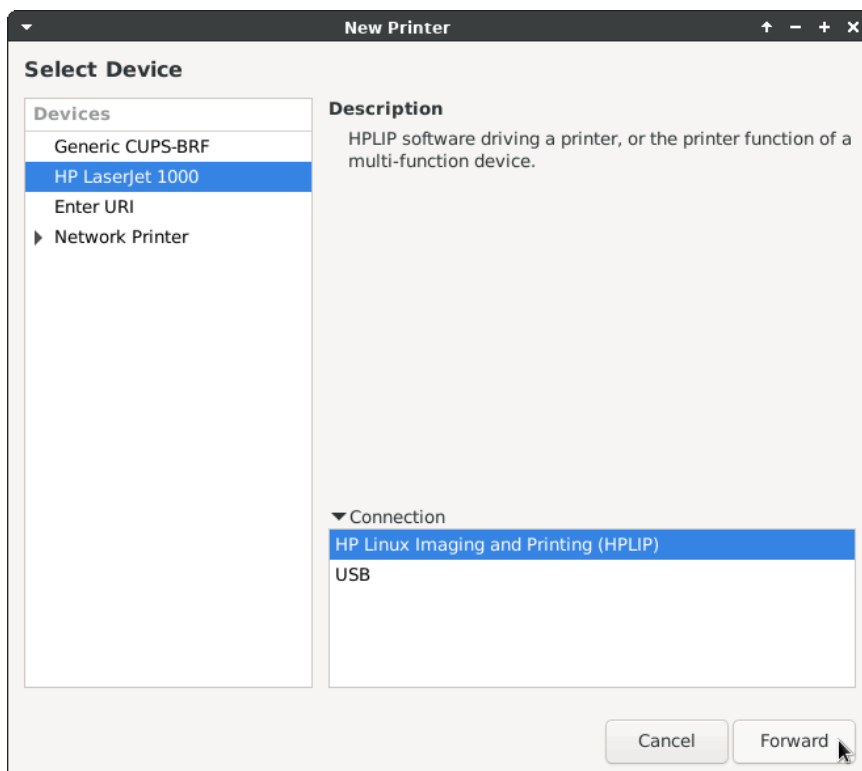 New Printer
Select Device
Devices
Generic CUPS-BRF
HP LaserJet 1000
Enter URI
Network Printer
Description
HPLIP software driving a printer, or the printer function of a
multi-function device.
Connection
HP Linux Imaging and Printing (HPLIP)
USB
Cancel
Forward